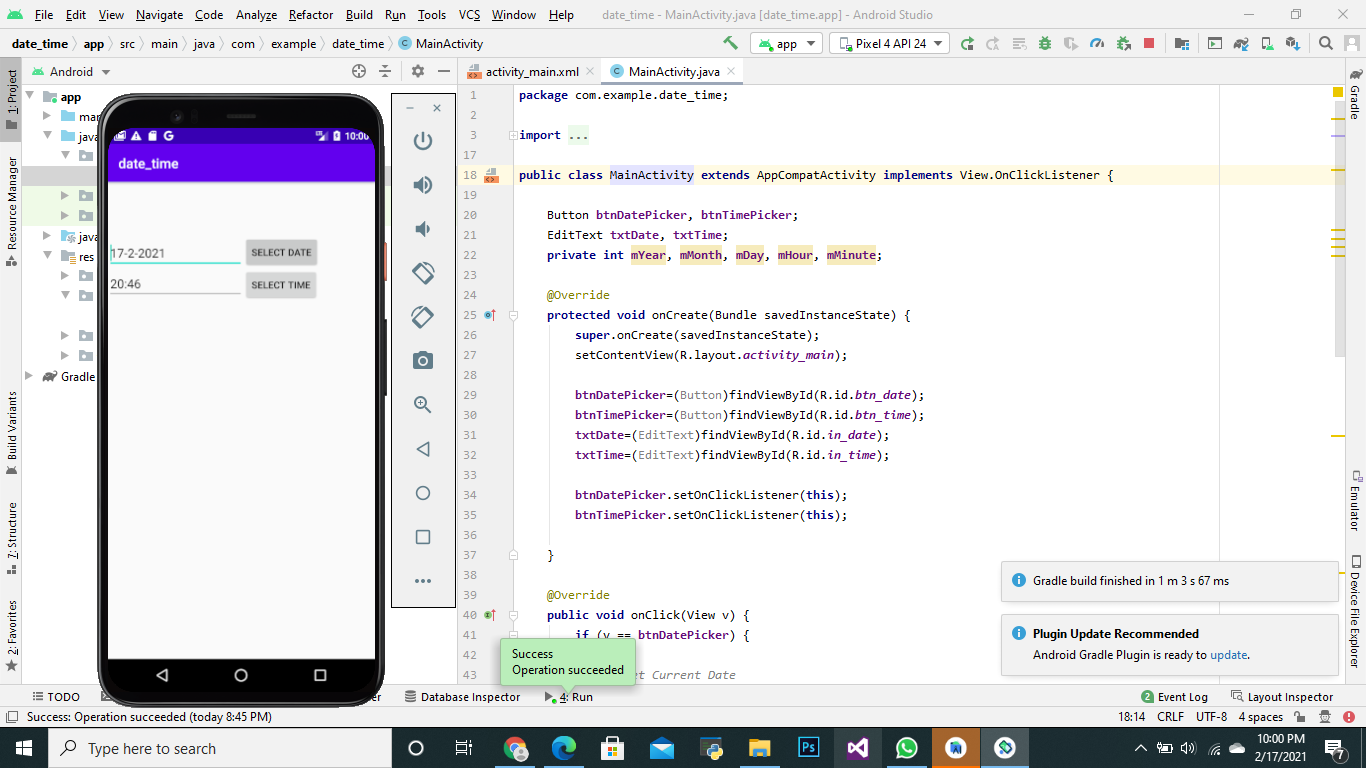 File Edit View Navigate Code Analyze Refactor Build Run Tools VCS Window Help date_time - MainActivity.java [date_time.app] - Android Studio
date_time app src main java com example date_time MainActivity app Pixel 4 API 24
Android activity_main.xml MainActivity.java
1: Project
Resource Manager
Build Variants
7: Structure
2: Favorites
app
java
res
Gradle
10:00
date_time
17-2-2021 SELECT DATE
20:46 SELECT TIME
1 package com.example.date_time;
2
3 import ...
17
18 public class MainActivity extends AppCompatActivity implements View.OnClickListener {
19
20 Button btnDatePicker, btnTimePicker;
21 EditText txtDate, txtTime;
22 private int mYear, mMonth, mDay, mHour, mMinute;
23
24 @Override
25 protected void onCreate(Bundle savedInstanceState) {
26 super.onCreate(savedInstanceState);
27 setContentView(R.layout.activity_main);
28
29 btnDatePicker=(Button)findViewById(R.id.btn_date);
30 btnTimePicker=(Button)findViewById(R.id.btn_time);
31 txtDate=(EditText)findViewById(R.id.in_date);
32 txtTime=(EditText)findViewById(R.id.in_time);
33
34 btnDatePicker.setOnClickListener(this);
35 btnTimePicker.setOnClickListener(this);
36
37 }
38
39 @Override
40 public void onClick(View v) {
41 if (v == btnDatePicker) {
42
43 Current Date
Gradle
Emulator
Device File Explorer
Gradle build finished in 1 m 3 s 67 ms
Plugin Update Recommended
Android Gradle Plugin is ready to update.
Success
Operation succeeded
TODO Database Inspector 4: Run 2 Event Log Layout Inspector
Success: Operation succeeded (today 8:45 PM) 18:14 CRLF UTF-8 4 spaces
Type here to search
10:00 PM
2/17/2021
7